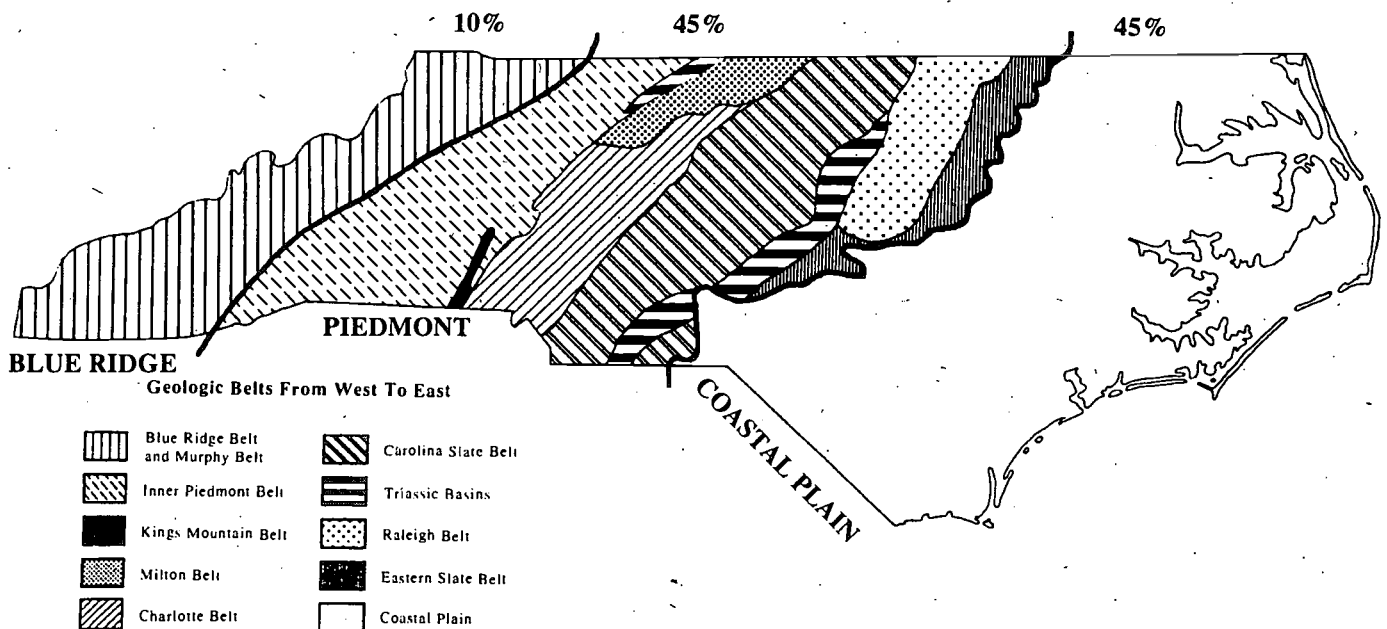 10% 45% 45%
PIEDMONT
BLUE RIDGE
COASTAL PLAIN
Geologic Belts From West To East
Blue Ridge Belt
and Murphy Belt
Inner Piedmont Belt
Kings Mountain Belt
Milton Belt
Charlotte Belt
Carolina Slate Belt
Triassic Basins
Raleigh Belt
Eastern Slate Belt
Coastal Plain